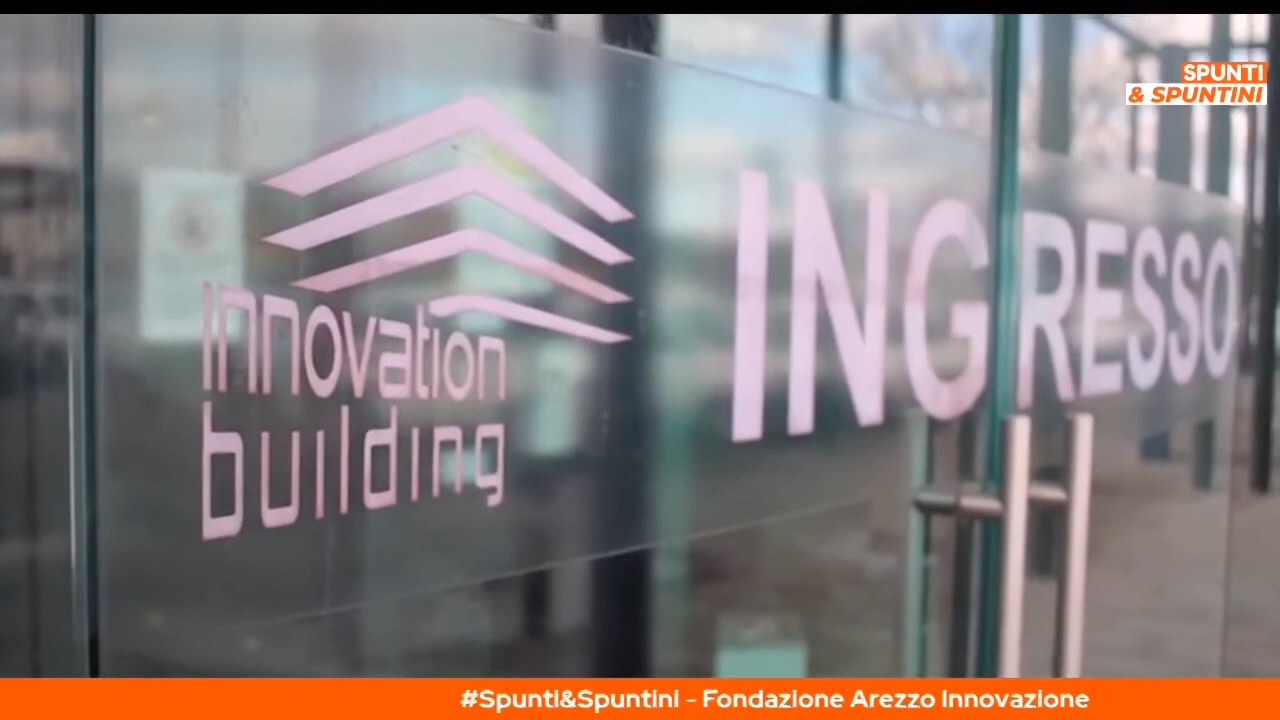 SPUNTI
& SPUNTINI
INGRESSO
innovation
building
#Spunti&Spuntini - Fondazione Arezzo Innovazione